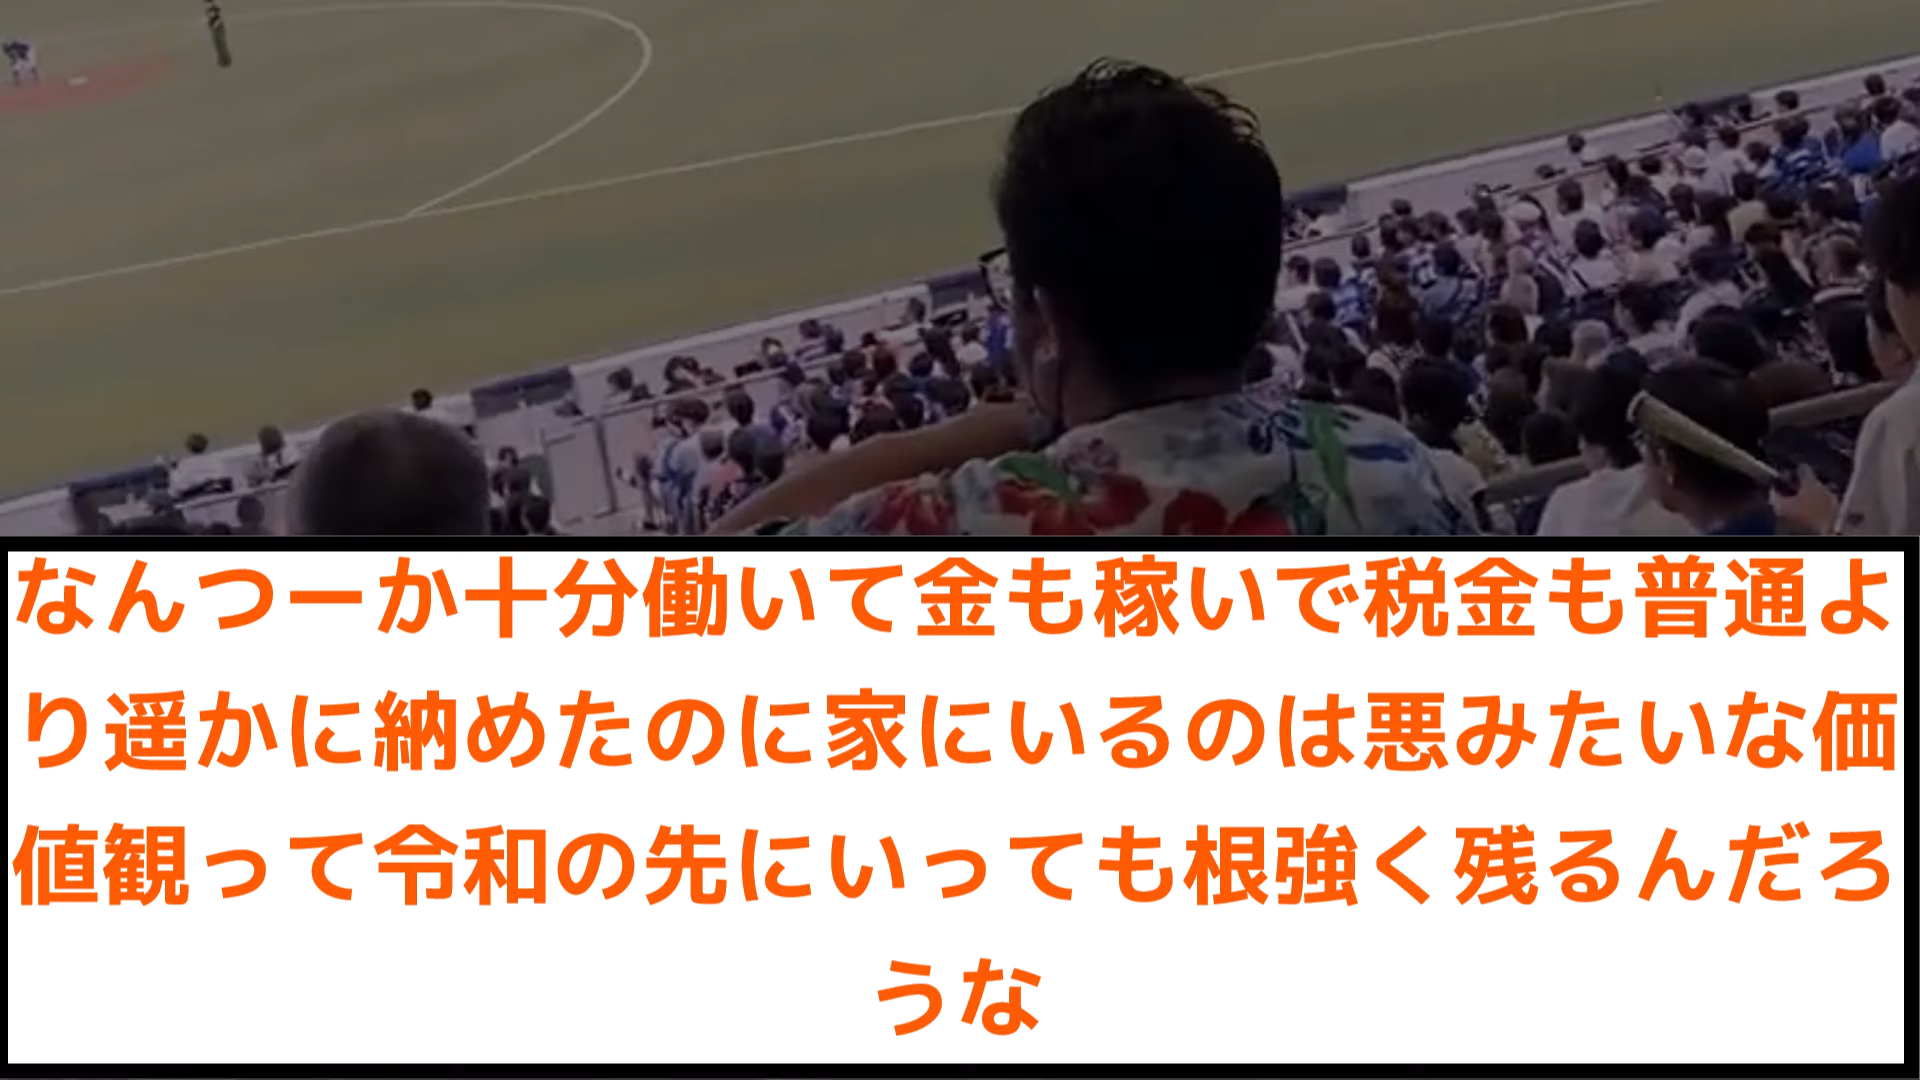 なんつーか十分働いて金も稼いで税金も普通よ
り遥かに納めたのに家にいるのは悪みたいな価
値観って令和の先にいっても根強く残るんだろ
うな